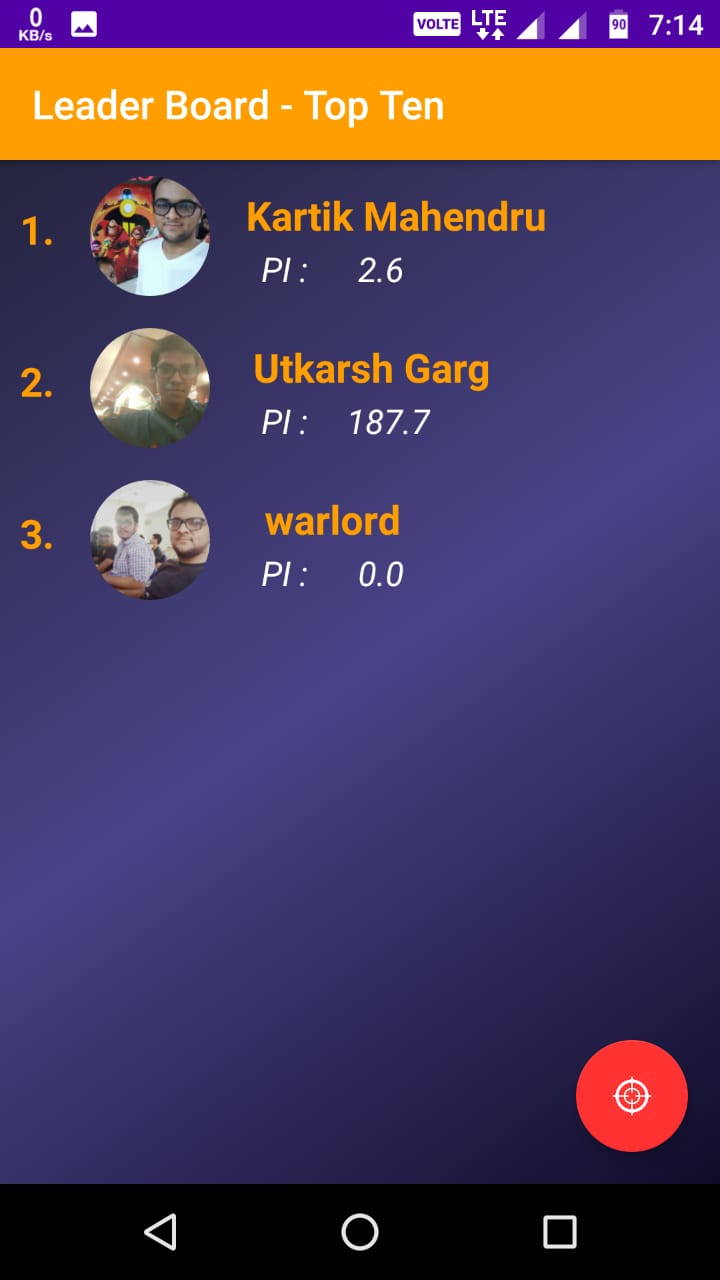 0
KB/s
VOLTE LTE 90 7:14
Leader Board - Top Ten
1. Kartik Mahendru
PI : 2.6
2. Utkarsh Garg
PI : 187.7
3. warlord
PI : 0.0